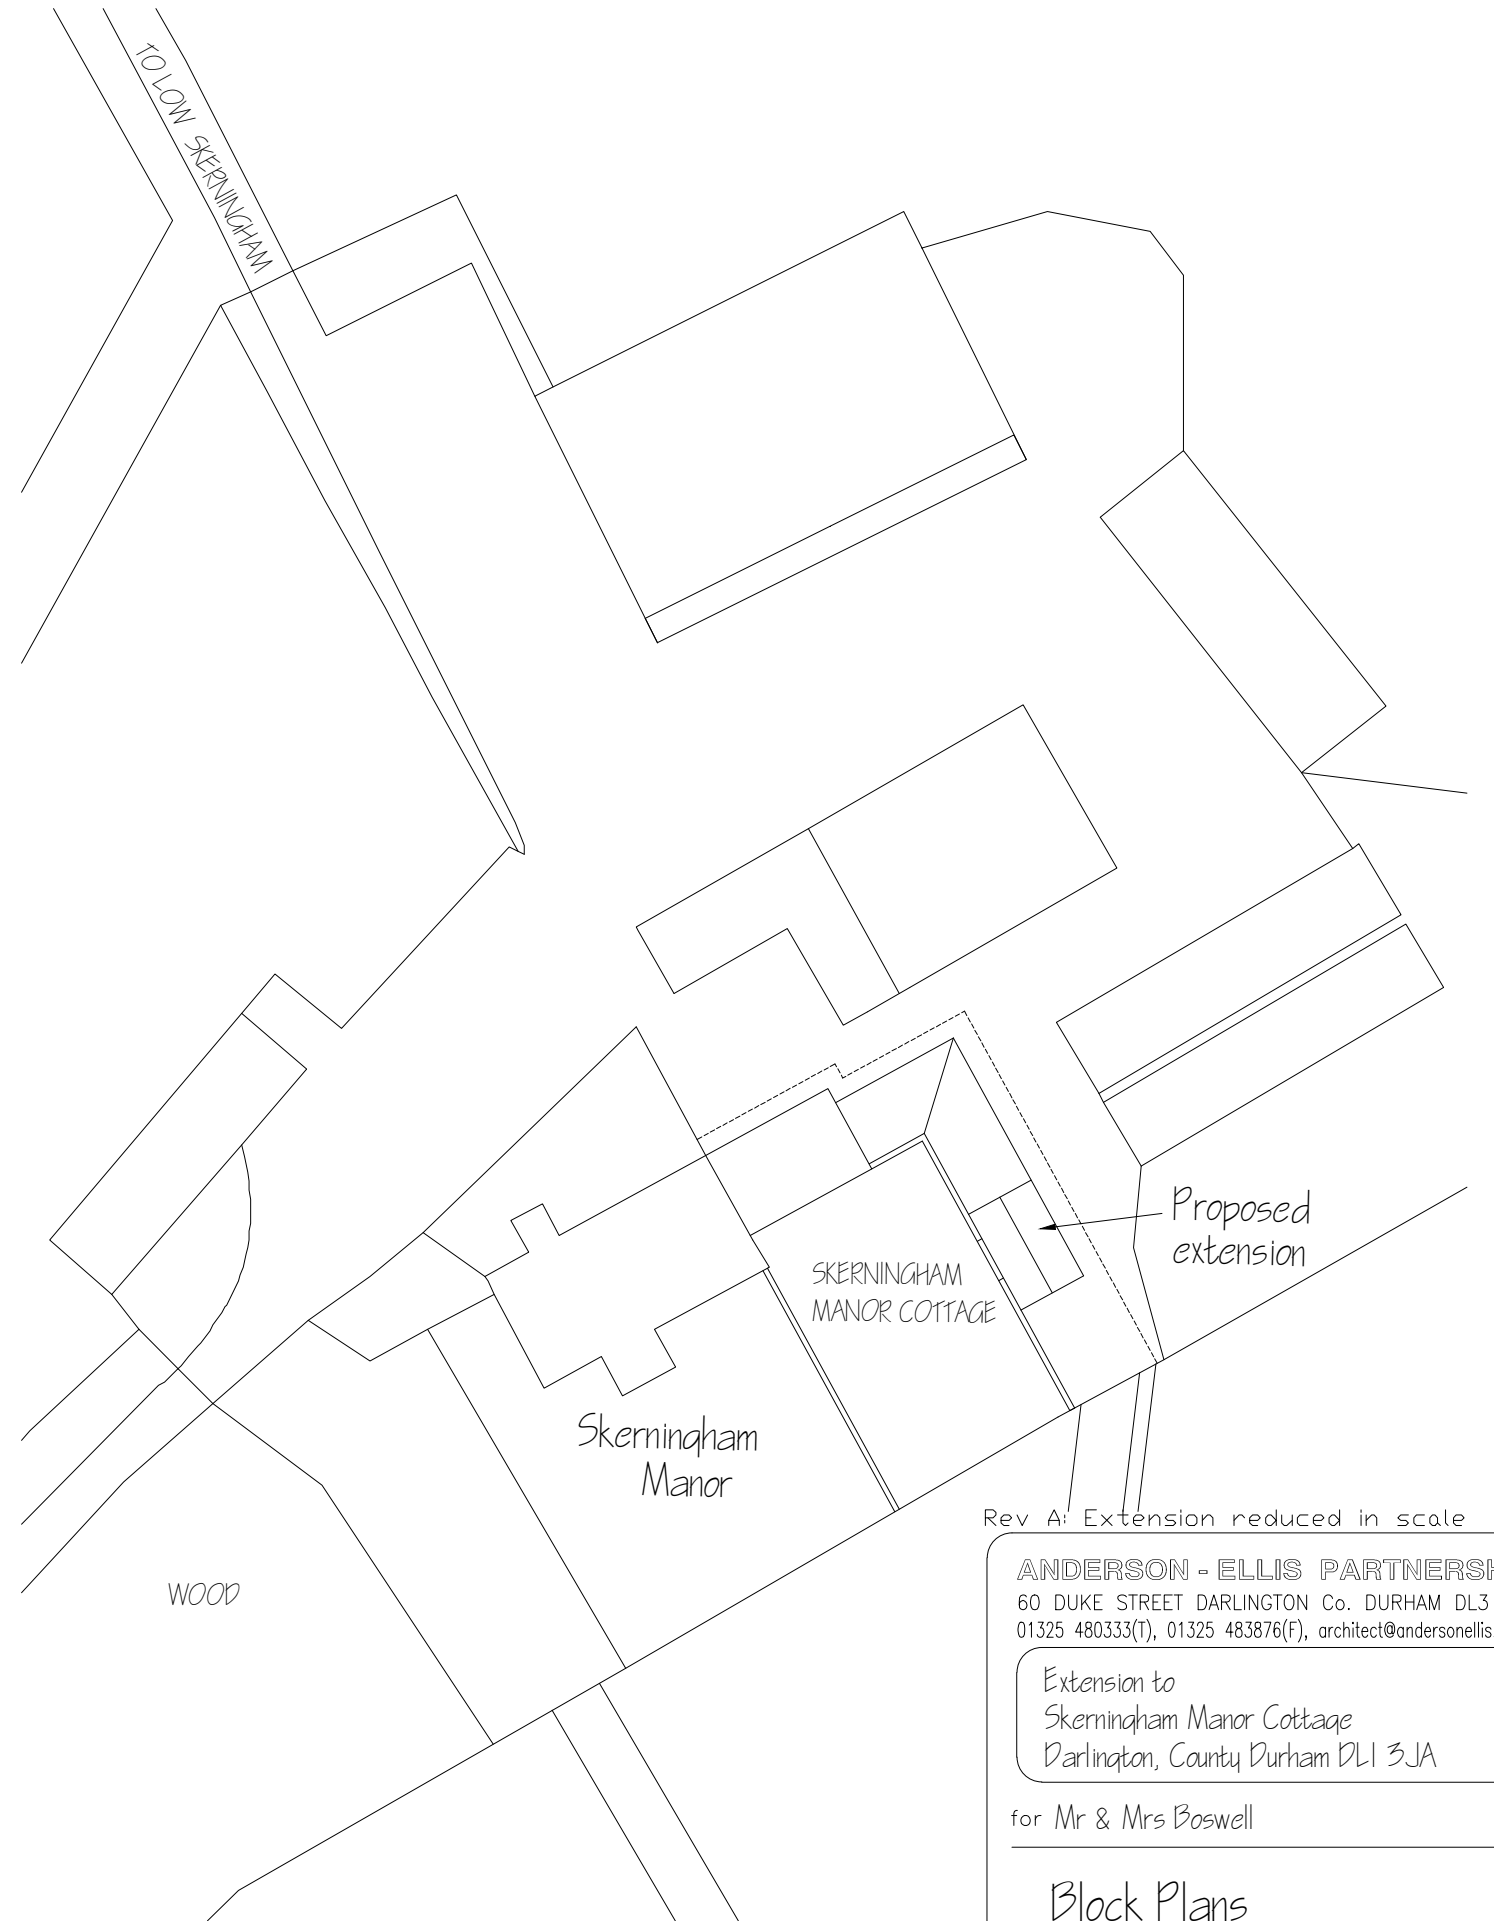 TO LOW SKERNINGHAM
Proposed
extension
SKERNINGHAM
MANOR COTTAGE
Skerningham
Manor
WOOD
Rev A: Extension reduced in scale
ANDERSON - ELLIS PARTNERSH
60 DUKE STREET DARLINGTON Co. DURHAM DL3
01325 480333(T), 01325 483876(F), architect@andersonellis.
Extension to
Skerningham Manor Cottage
Darlington, County Durham DL1 3JA
for Mr & Mrs Boswell
Block Plans